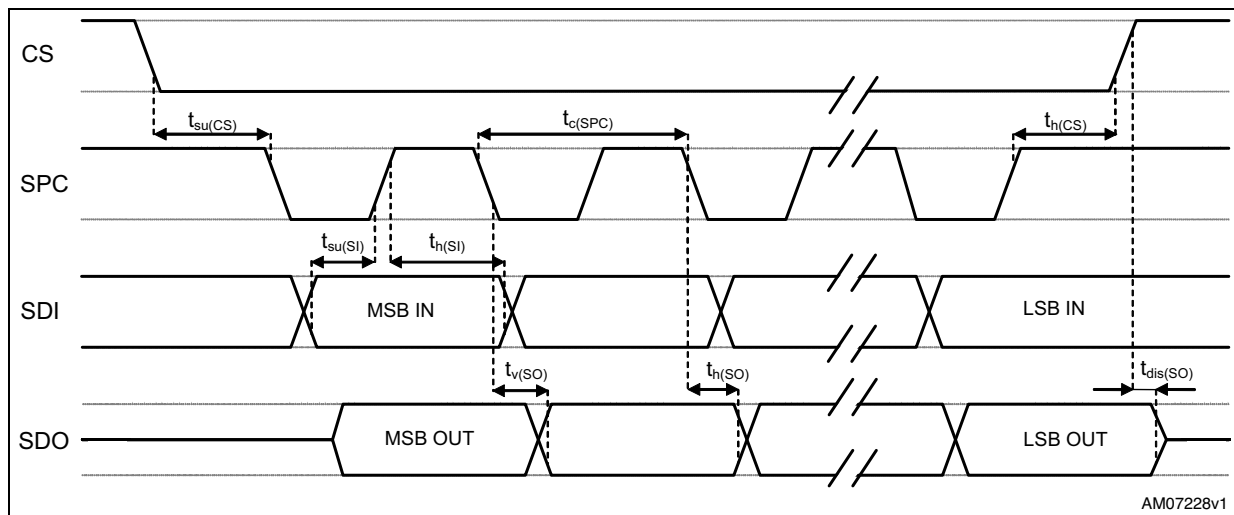 CS
t_su(CS)
t_c(SPC)
t_h(CS)
SPC
t_su(SI)
t_h(SI)
SDI
MSB IN
LSB IN
t_v(SO)
t_h(SO)
t_dis(SO)
SDO
MSB OUT
LSB OUT
AM07228v1